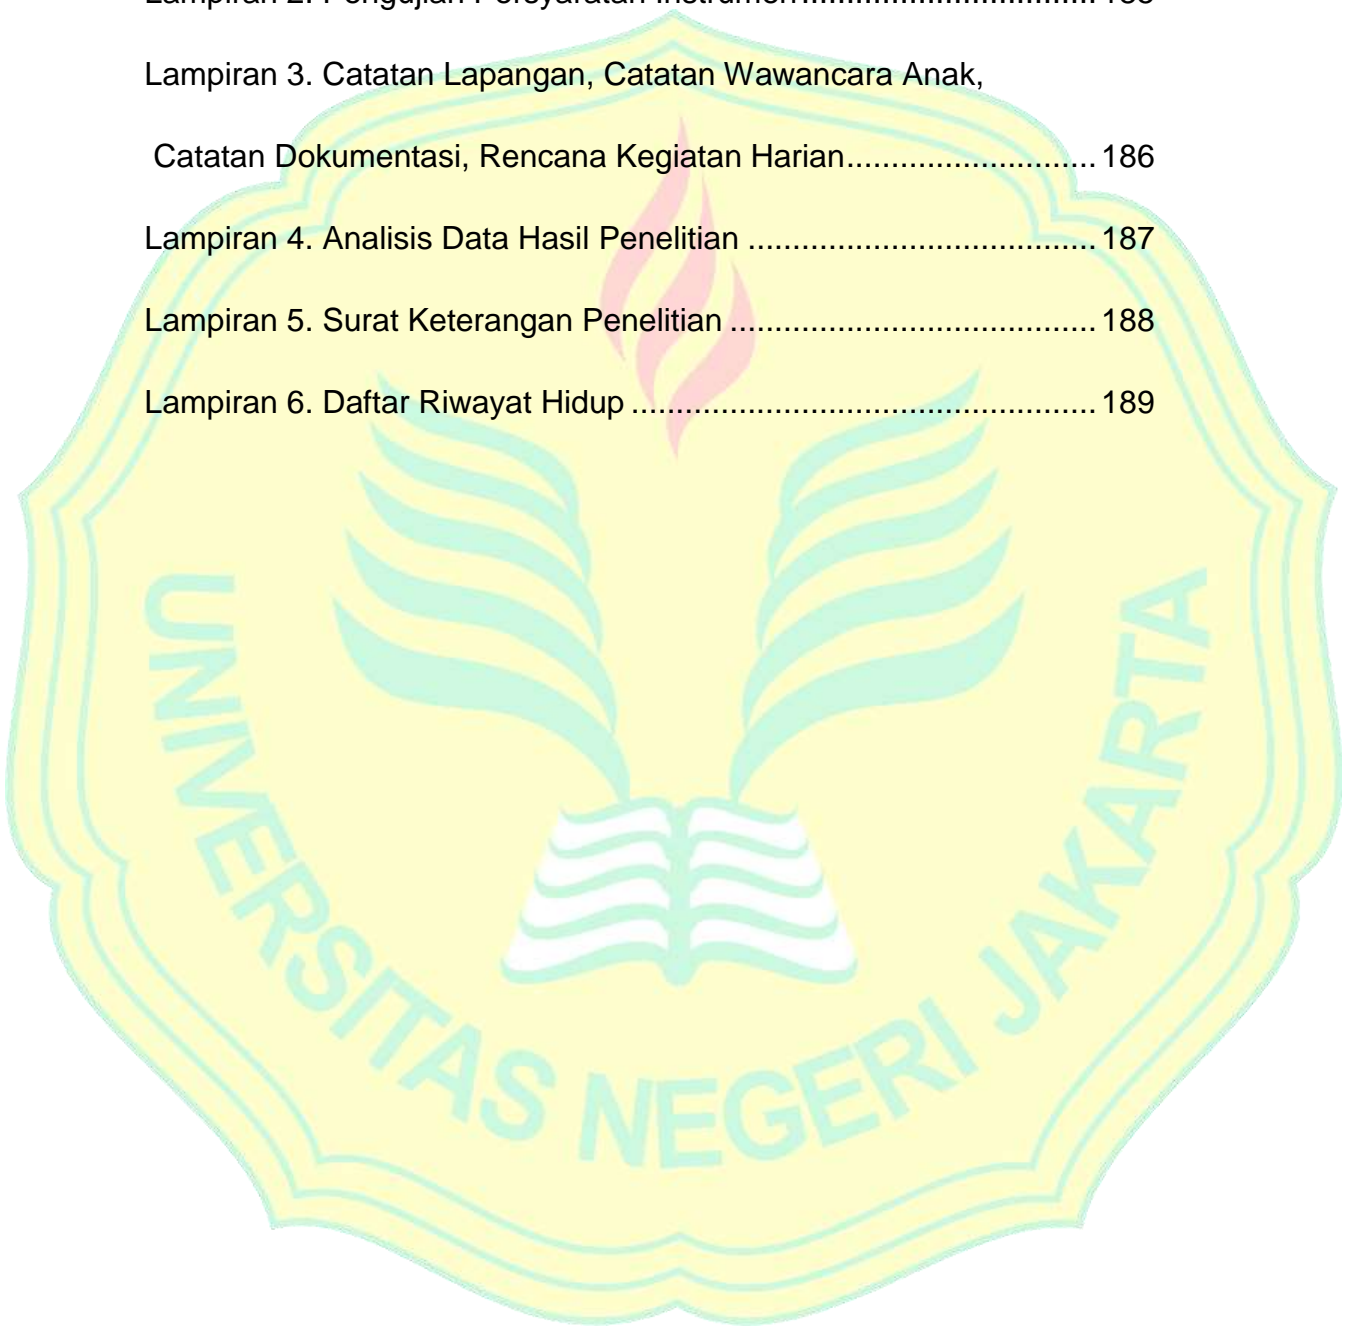 Lampiran 3. Catatan Lapangan, Catatan Wawancara Anak,
Catatan Dokumentasi, Rencana Kegiatan Harian............................ 186
Lampiran 4. Analisis Data Hasil Penelitian ....................................... 187
Lampiran 5. Surat Keterangan Penelitian ......................................... 188
Lampiran 6. Daftar Riwayat Hidup .................................................... 189
UNIVERSITAS NEGERI JAKARTA